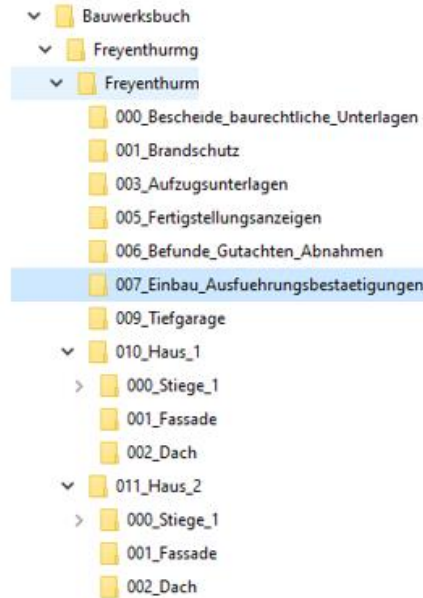 Bauwerksbuch
Freyenthurmg
Freyenthurm
000_Bescheide_baurechtliche_Unterlagen
001_Brandschutz
003_Aufzugsunterlagen
005_Fertigstellungsanzeigen
006_Befunde_Gutachten_Abnahmen
007_Einbau_Ausfuehrungsbestaetigungen
009_Tiefgarage
010_Haus_1
000_Stiege_1
001_Fassade
002_Dach
011_Haus_2
000_Stiege_1
001_Fassade
002_Dach